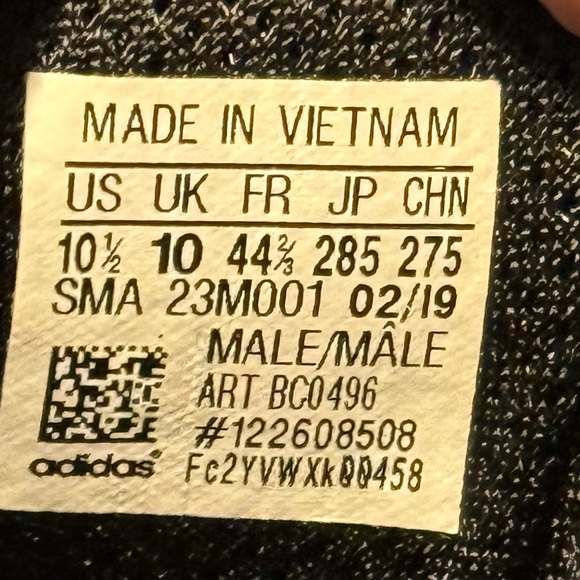 MADE IN VIETNAM
US UK FR JP CHN
10½ 10 44⅔ 285 275
SMA 23M001 02/19
MALE/MÂLE
ART BC0496
#122608508
adidas